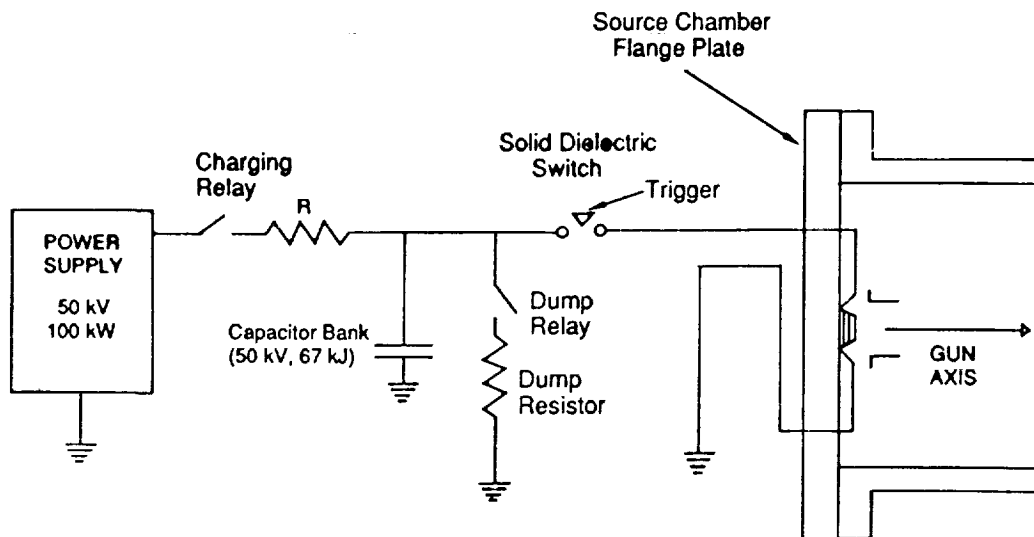 Source Chamber
Flange Plate
Solid Dielectric
Switch
Charging
Relay
Trigger
R
POWER
SUPPLY
50 kV
100 kW
Dump
Relay
Capacitor Bank
(50 kV, 67 kJ)
Dump
Resistor
GUN
AXIS